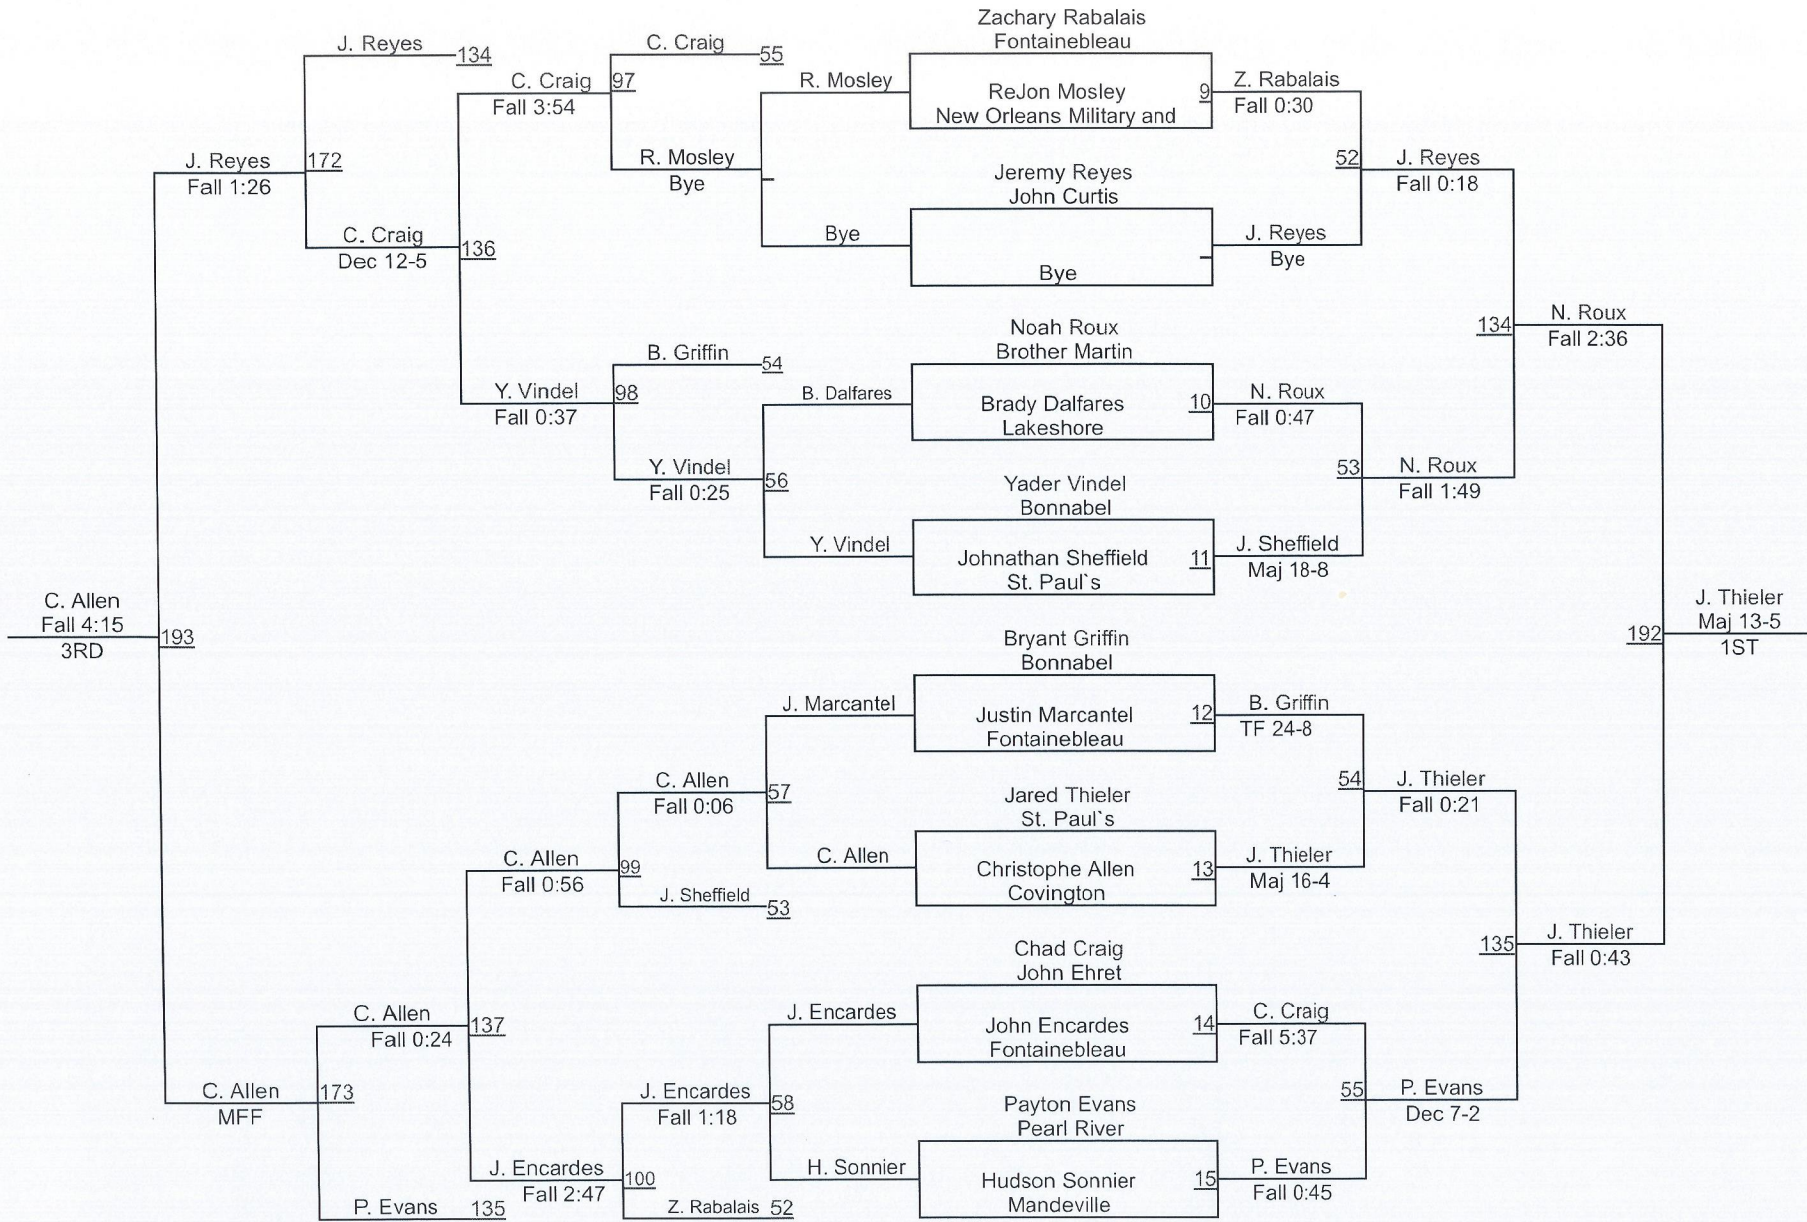 Zachary Rabalais
Fontainebleau
J. Reyes 134
C. Craig 55
C. Craig 97
Fall 3:54
R. Mosley
ReJon Mosley 9
New Orleans Military and
Z. Rabalais
Fall 0:30
J. Reyes 172
Fall 1:26
R. Mosley
Bye
Jeremy Reyes
John Curtis
52 J. Reyes
Fall 0:18
C. Craig 136
Dec 12-5
Bye
Bye
J. Reyes
Bye
Noah Roux
Brother Martin
134 N. Roux
Fall 2:36
B. Griffin 54
Y. Vindel 98
Fall 0:37
B. Dalfares
Brady Dalfares 10
Lakeshore
N. Roux
Fall 0:47
Y. Vindel 56
Fall 0:25
Yader Vindel
Bonnabel
53 N. Roux
Fall 1:49
Y. Vindel
Johnathan Sheffield 11
St. Paul`s
J. Sheffield
Maj 18-8
C. Allen
Fall 4:15 193
3RD
Bryant Griffin
Bonnabel
192 J. Thieler
Maj 13-5
1ST
J. Marcantel
Justin Marcantel 12
Fontainebleau
B. Griffin
TF 24-8
C. Allen 57
Fall 0:06
Jared Thieler
St. Paul`s
54 J. Thieler
Fall 0:21
C. Allen 99
Fall 0:56
J. Sheffield 53
C. Allen
Christophe Allen 13
Covington
J. Thieler
Maj 16-4
Chad Craig
John Ehret
135 J. Thieler
Fall 0:43
C. Allen 137
Fall 0:24
J. Encardes
John Encardes 14
Fontainebleau
C. Craig
Fall 5:37
C. Allen 173
MFF
J. Encardes 58
Fall 1:18
Payton Evans
Pearl River
55 P. Evans
Dec 7-2
J. Encardes 100
Fall 2:47
H. Sonnier
Hudson Sonnier 15
Mandeville
P. Evans
Fall 0:45
P. Evans 135
Z. Rabalais 52